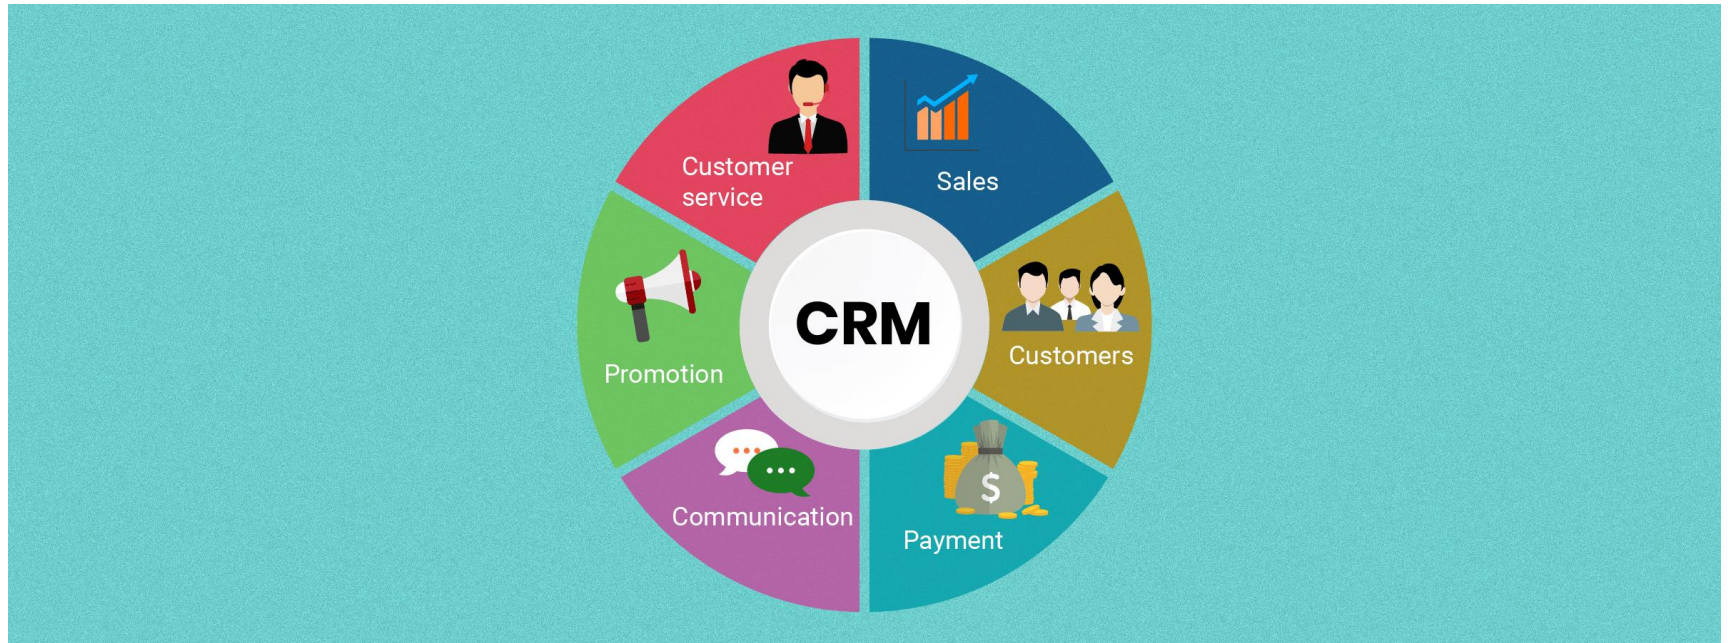 Customer
service
Sales
Promotion
CRM
Customers
Communication
$
Payment